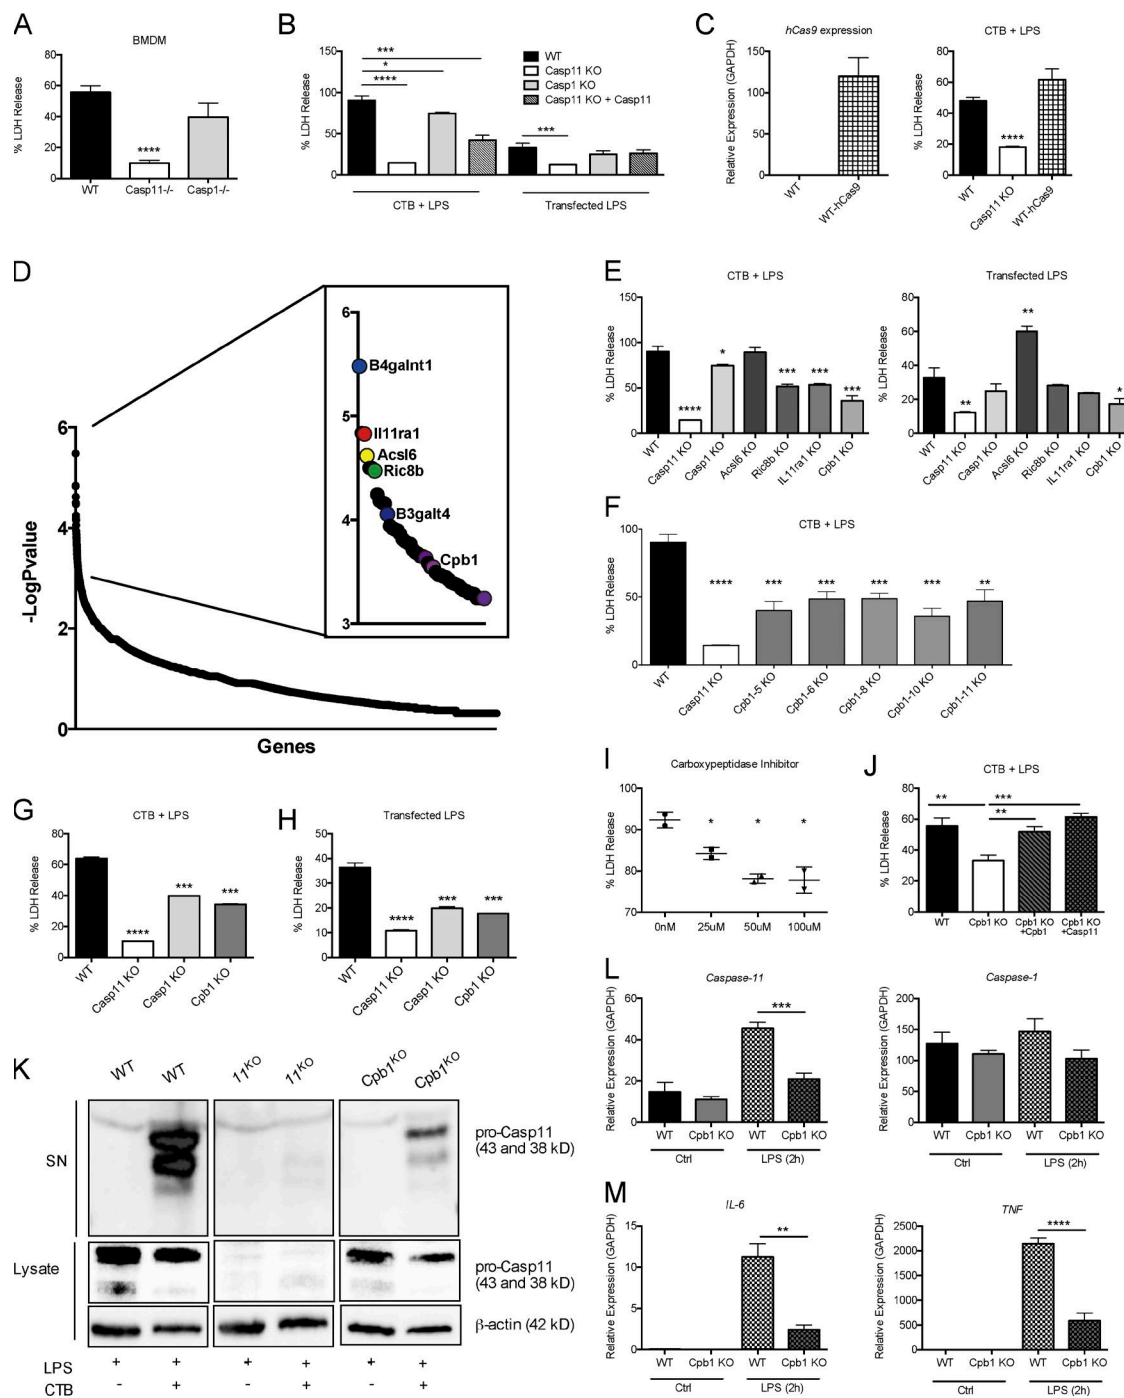 A
BMDM
% LDH Release
80
60
40
20
0
****
WT
Casp11-/-
Casp1-/-
B
% LDH Release
150
100
50
0
***
*
****
***
WT
Casp11 KO
Casp1 KO
Casp11 KO + Casp11
CTB + LPS
Transfected LPS
C
hCas9 expression
Relative Expression (GAPDH)
150
100
50
0
WT
WT-hCas9
CTB + LPS
% LDH Release
80
60
40
20
0
****
WT
Casp11 KO
WT-hCas9
D
-LogPvalue
6
4
2
0
Genes
6
5
4
3
B4galnt1
Il11ra1
Acsl6
Ric8b
B3galt4
Cpb1
E
CTB + LPS
% LDH Release
150
100
50
0
****
*
***
***
***
WT
Casp11 KO
Casp1 KO
Acsl6 KO
Ric8b KO
IL11ra1 KO
Cpb1 KO
Transfected LPS
% LDH Release
80
60
40
20
0
**
**
*
WT
Casp11 KO
Casp1 KO
Acsl6 KO
Ric8b KO
IL11ra1 KO
Cpb1 KO
F
CTB + LPS
% LDH Release
100
50
0
****
***
***
***
***
**
WT
Casp11 KO
Cpb1-5 KO
Cpb1-6 KO
Cpb1-8 KO
Cpb1-10 KO
Cpb1-11 KO
G
CTB + LPS
% LDH Release
80
60
40
20
0
****
***
***
WT
Casp11 KO
Casp1 KO
Cpb1 KO
H
Transfected LPS
% LDH Release
50
40
30
20
10
0
****
***
***
WT
Casp11 KO
Casp1 KO
Cpb1 KO
I
Carboxypeptidase Inhibitor
% LDH Release
100
90
80
70
*
*
*
0nM
25uM
50uM
100uM
J
CTB + LPS
% LDH Release
80
60
40
20
0
**
***
**
WT
Cpb1 KO
Cpb1 KO
+Cpb1
Cpb1 KO
+Casp11
K
WT
WT
11KO
11KO
Cpb1KO
Cpb1KO
SN
pro-Casp11
(43 and 38 kD)
Lysate
pro-Casp11
(43 and 38 kD)
β-actin (42 kD)
LPS + + + + + +
CTB - + - + - +
L
Caspase-11
Relative Expression (GAPDH)
60
40
20
0
***
WT
Cpb1 KO
WT
Cpb1 KO
Ctrl
LPS (2h)
Caspase-1
Relative Expression (GAPDH)
200
150
100
50
0
WT
Cpb1 KO
WT
Cpb1 KO
Ctrl
LPS (2h)
M
IL-6
Relative Expression (GAPDH)
15
10
5
0
**
WT
Cpb1 KO
WT
Cpb1 KO
Ctrl
LPS (2h)
TNF
Relative Expression (GAPDH)
2500
2000
1500
1000
500
0
****
WT
Cpb1 KO
WT
Cpb1 KO
Ctrl
LPS (2h)